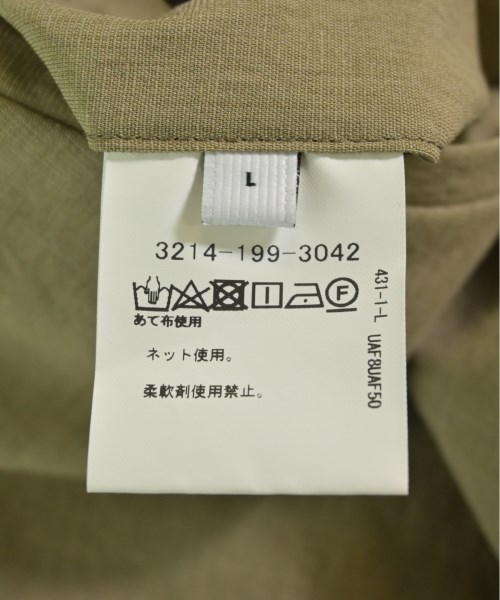 L
3214-199-3042
F
あて布使用
ネット使用。
柔軟剤使用禁止。
431-1-L UAF8UAF50